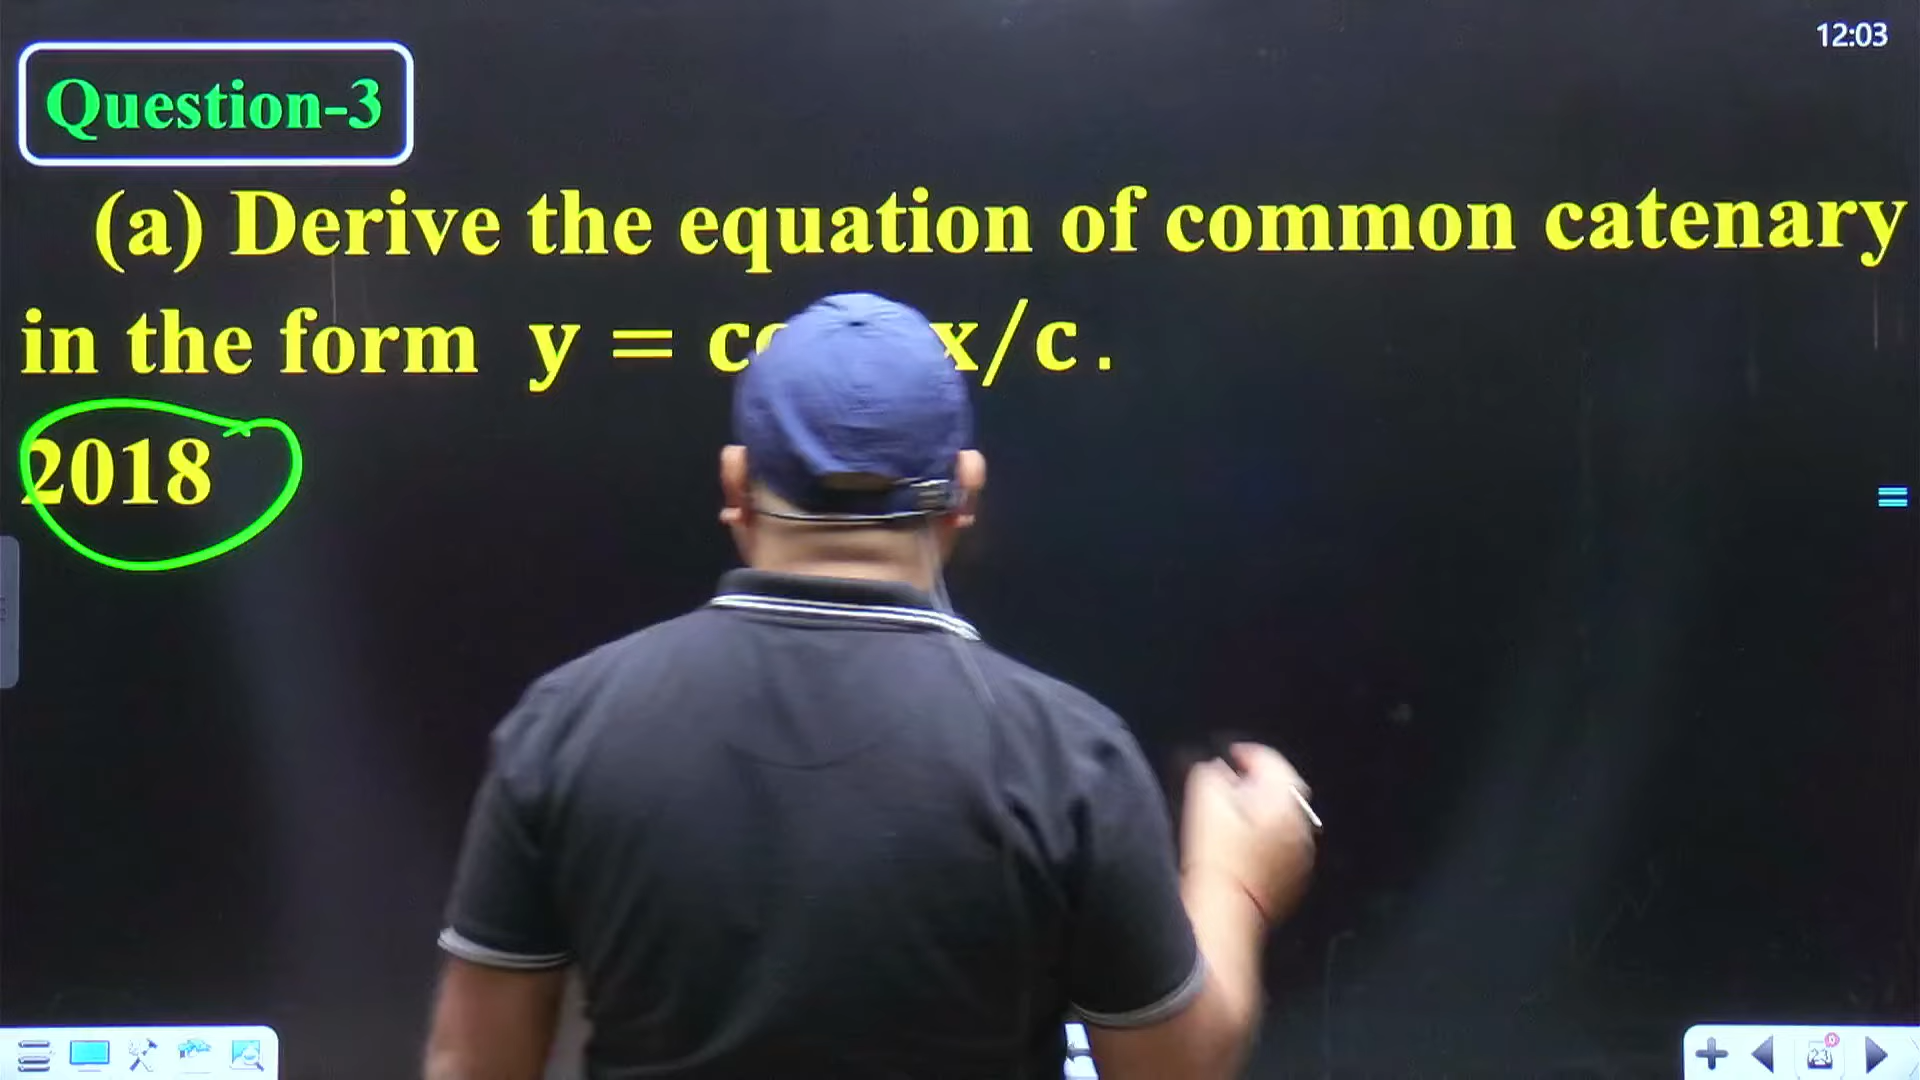 12:03
Question-3
(a) Derive the equation of common catenary
in the form y = x/c.
2018